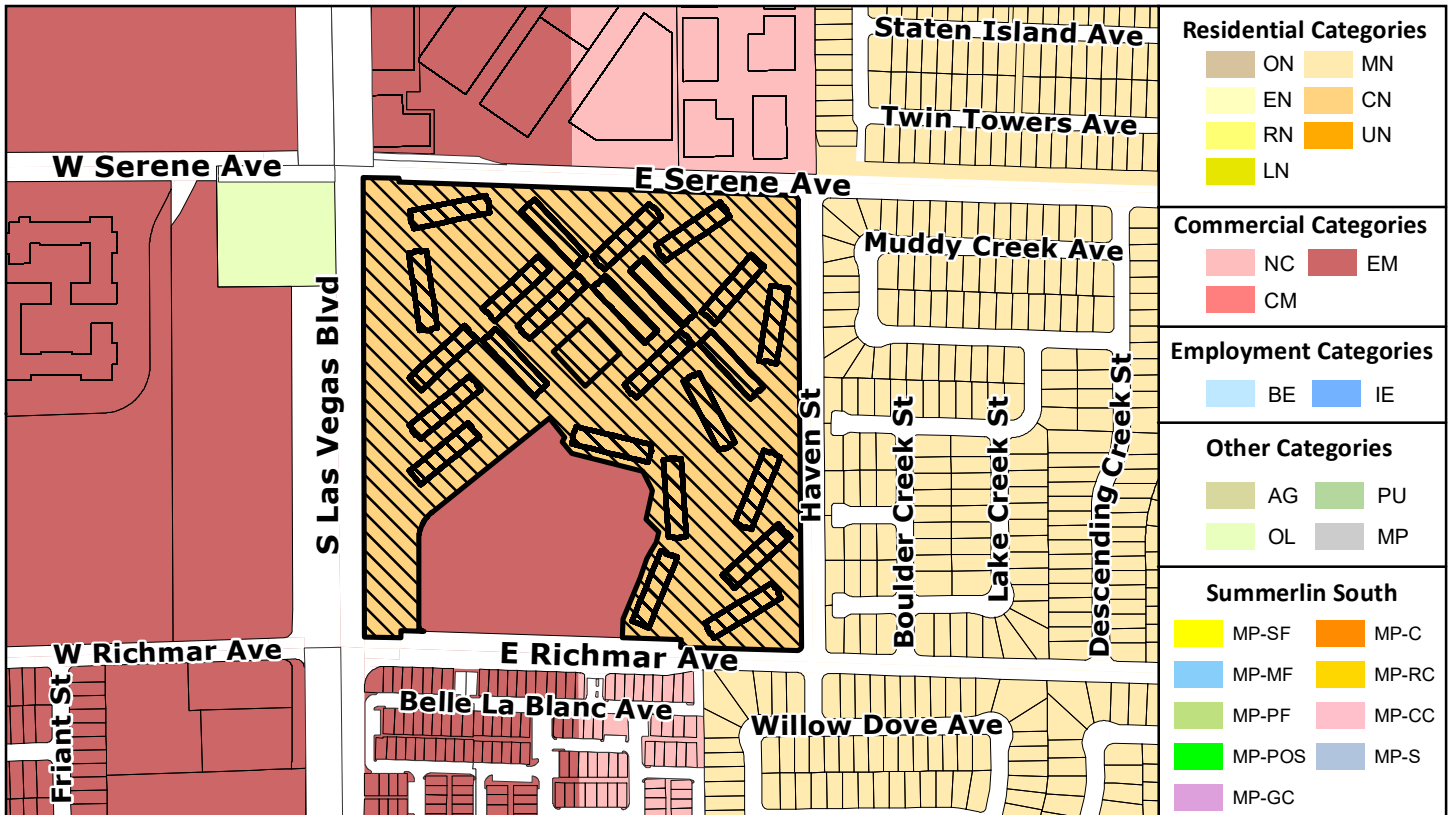 Staten Island Ave
Twin Towers Ave
W Serene Ave
E Serene Ave
Muddy Creek Ave
S Las Vegas Blvd
Haven St
Boulder Creek St
Lake Creek St
Descending Creek St
W Richmar Ave
E Richmar Ave
Friant St
Belle La Blanc Ave
Willow Dove Ave
Residential Categories
ON MN
EN CN
RN UN
LN
Commercial Categories
NC EM
CM
Employment Categories
BE IE
Other Categories
AG PU
OL MP
Summerlin South
MP-SF MP-C
MP-MF MP-RC
MP-PF MP-CC
MP-POS MP-S
MP-GC